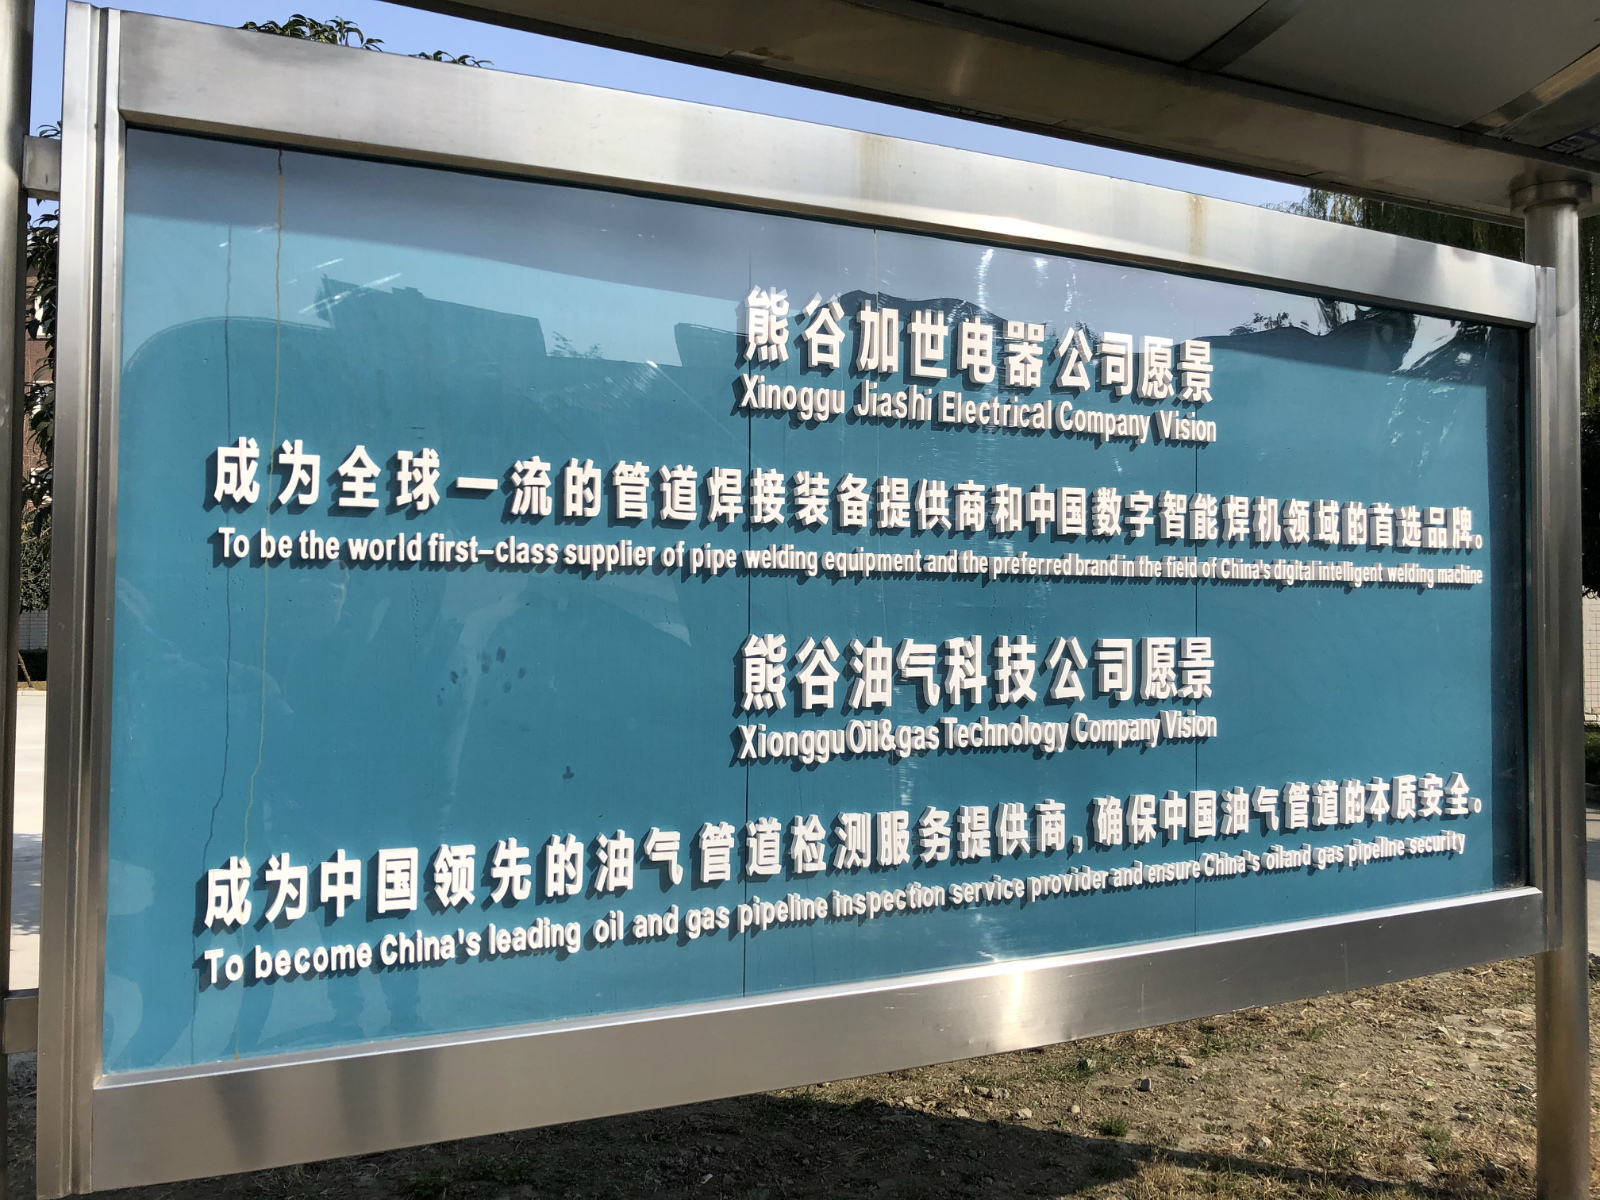 熊谷加世电器公司愿景
Xinoggu Jiashi Electrical Company Vision
成为全球一流的管道焊接装备提供商和中国数字智能焊机领域的首选品牌。
To be the world first-class supplier of pipe welding equipment and the preferred brand in the field of China's digital intelligent welding machine
熊谷油气科技公司愿景
Xionggu Oil&gas Technology Company Vision
成为中国领先的油气管道检测服务提供商,确保中国油气管道的本质安全。
To become China's leading oil and gas pipeline inspection service provider and ensure China's oil and gas pipeline security